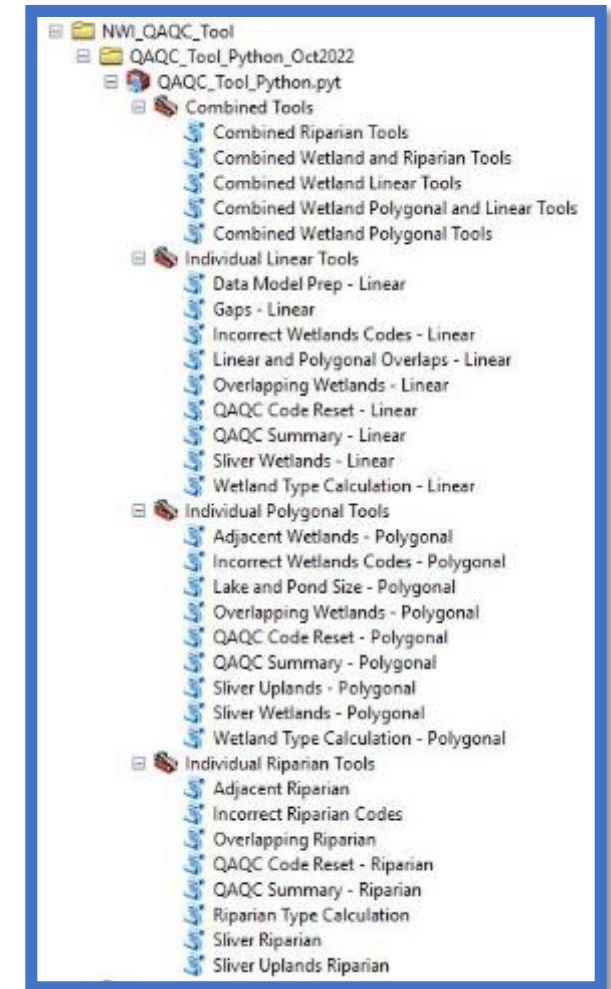 NWI_QAQC_Tool
QAQC_Tool_Python_Oct2022
QAQC_Tool_Python.pyt
Combined Tools
Combined Riparian Tools
Combined Wetland and Riparian Tools
Combined Wetland Linear Tools
Combined Wetland Polygonal and Linear Tools
Combined Wetland Polygonal Tools
Individual Linear Tools
Data Model Prep - Linear
Gaps - Linear
Incorrect Wetlands Codes - Linear
Linear and Polygonal Overlaps - Linear
Overlapping Wetlands - Linear
QAQC Code Reset - Linear
QAQC Summary - Linear
Sliver Wetlands - Linear
Wetland Type Calculation - Linear
Individual Polygonal Tools
Adjacent Wetlands - Polygonal
Incorrect Wetlands Codes - Polygonal
Lake and Pond Size - Polygonal
Overlapping Wetlands - Polygonal
QAQC Code Reset - Polygonal
QAQC Summary - Polygonal
Sliver Uplands - Polygonal
Sliver Wetlands - Polygonal
Wetland Type Calculation - Polygonal
Individual Riparian Tools
Adjacent Riparian
Incorrect Riparian Codes
Overlapping Riparian
QAQC Code Reset - Riparian
QAQC Summary - Riparian
Riparian Type Calculation
Sliver Riparian
Sliver Uplands Riparian